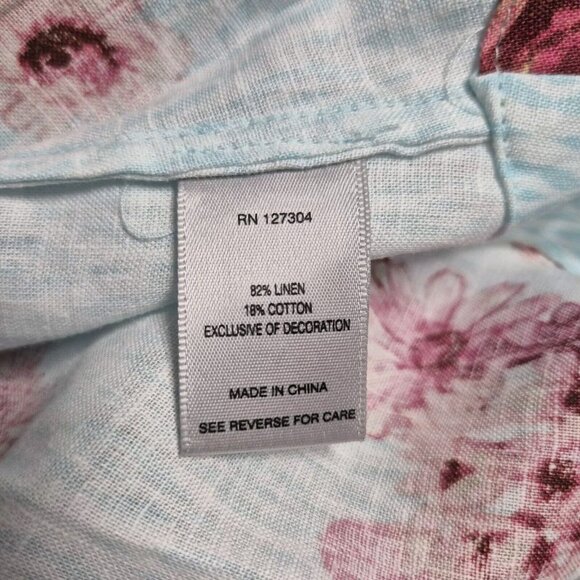 RN 127304
82% LINEN
18% COTTON
EXCLUSIVE OF DECORATION
MADE IN CHINA
SEE REVERSE FOR CARE